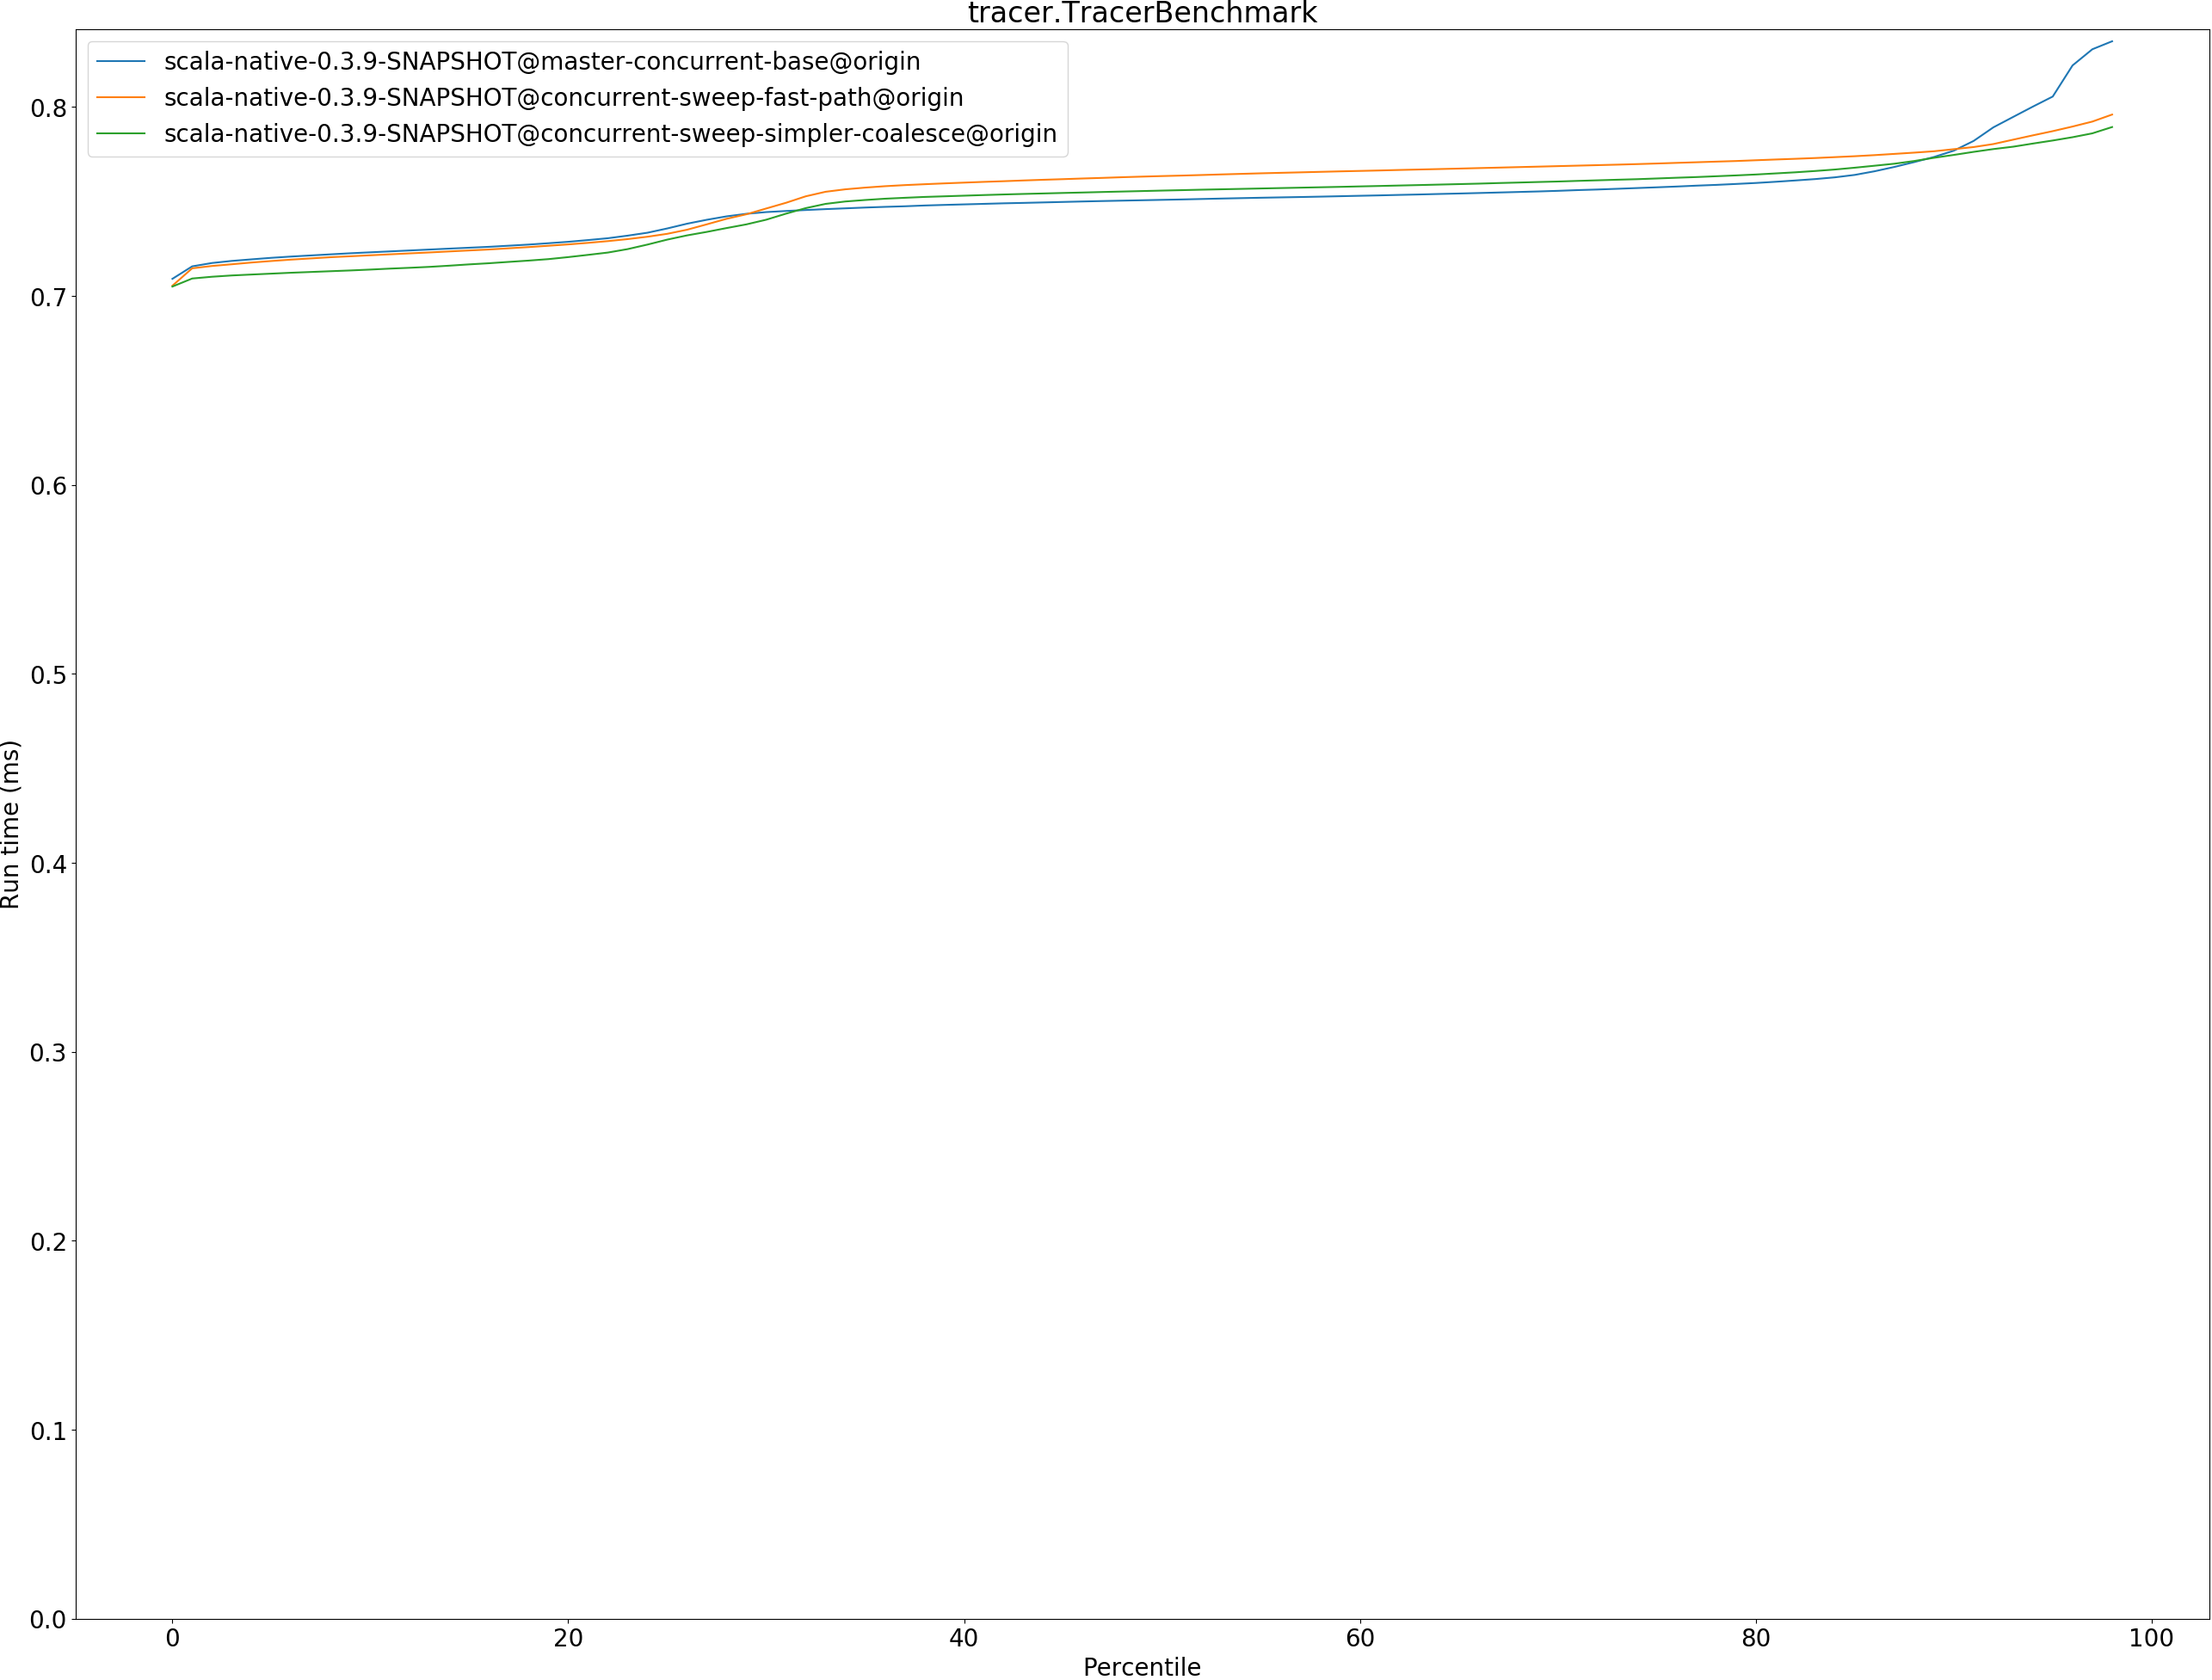 tracer.TracerBenchmark
scala-native-0.3.9-SNAPSHOT@master-concurrent-base@origin
scala-native-0.3.9-SNAPSHOT@concurrent-sweep-fast-path@origin
scala-native-0.3.9-SNAPSHOT@concurrent-sweep-simpler-coalesce@origin
0.8
0.7
0.6
0.5
0.4
0.3
0.2
0.1
0.0
Run time (ms)
0 20 40 60 80 100
Percentile